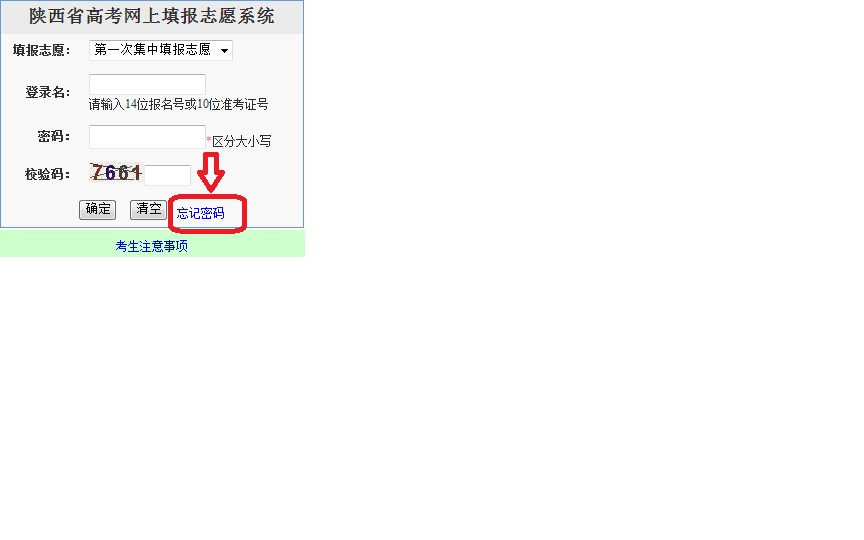 陕西省高考网上填报志愿系统
填报志愿： 第一次集中填报志愿
登录名：
请输入14位报名号或10位准考证号
密码： *区分大小写
校验码： 7661
确定 清空 忘记密码
考生注意事项